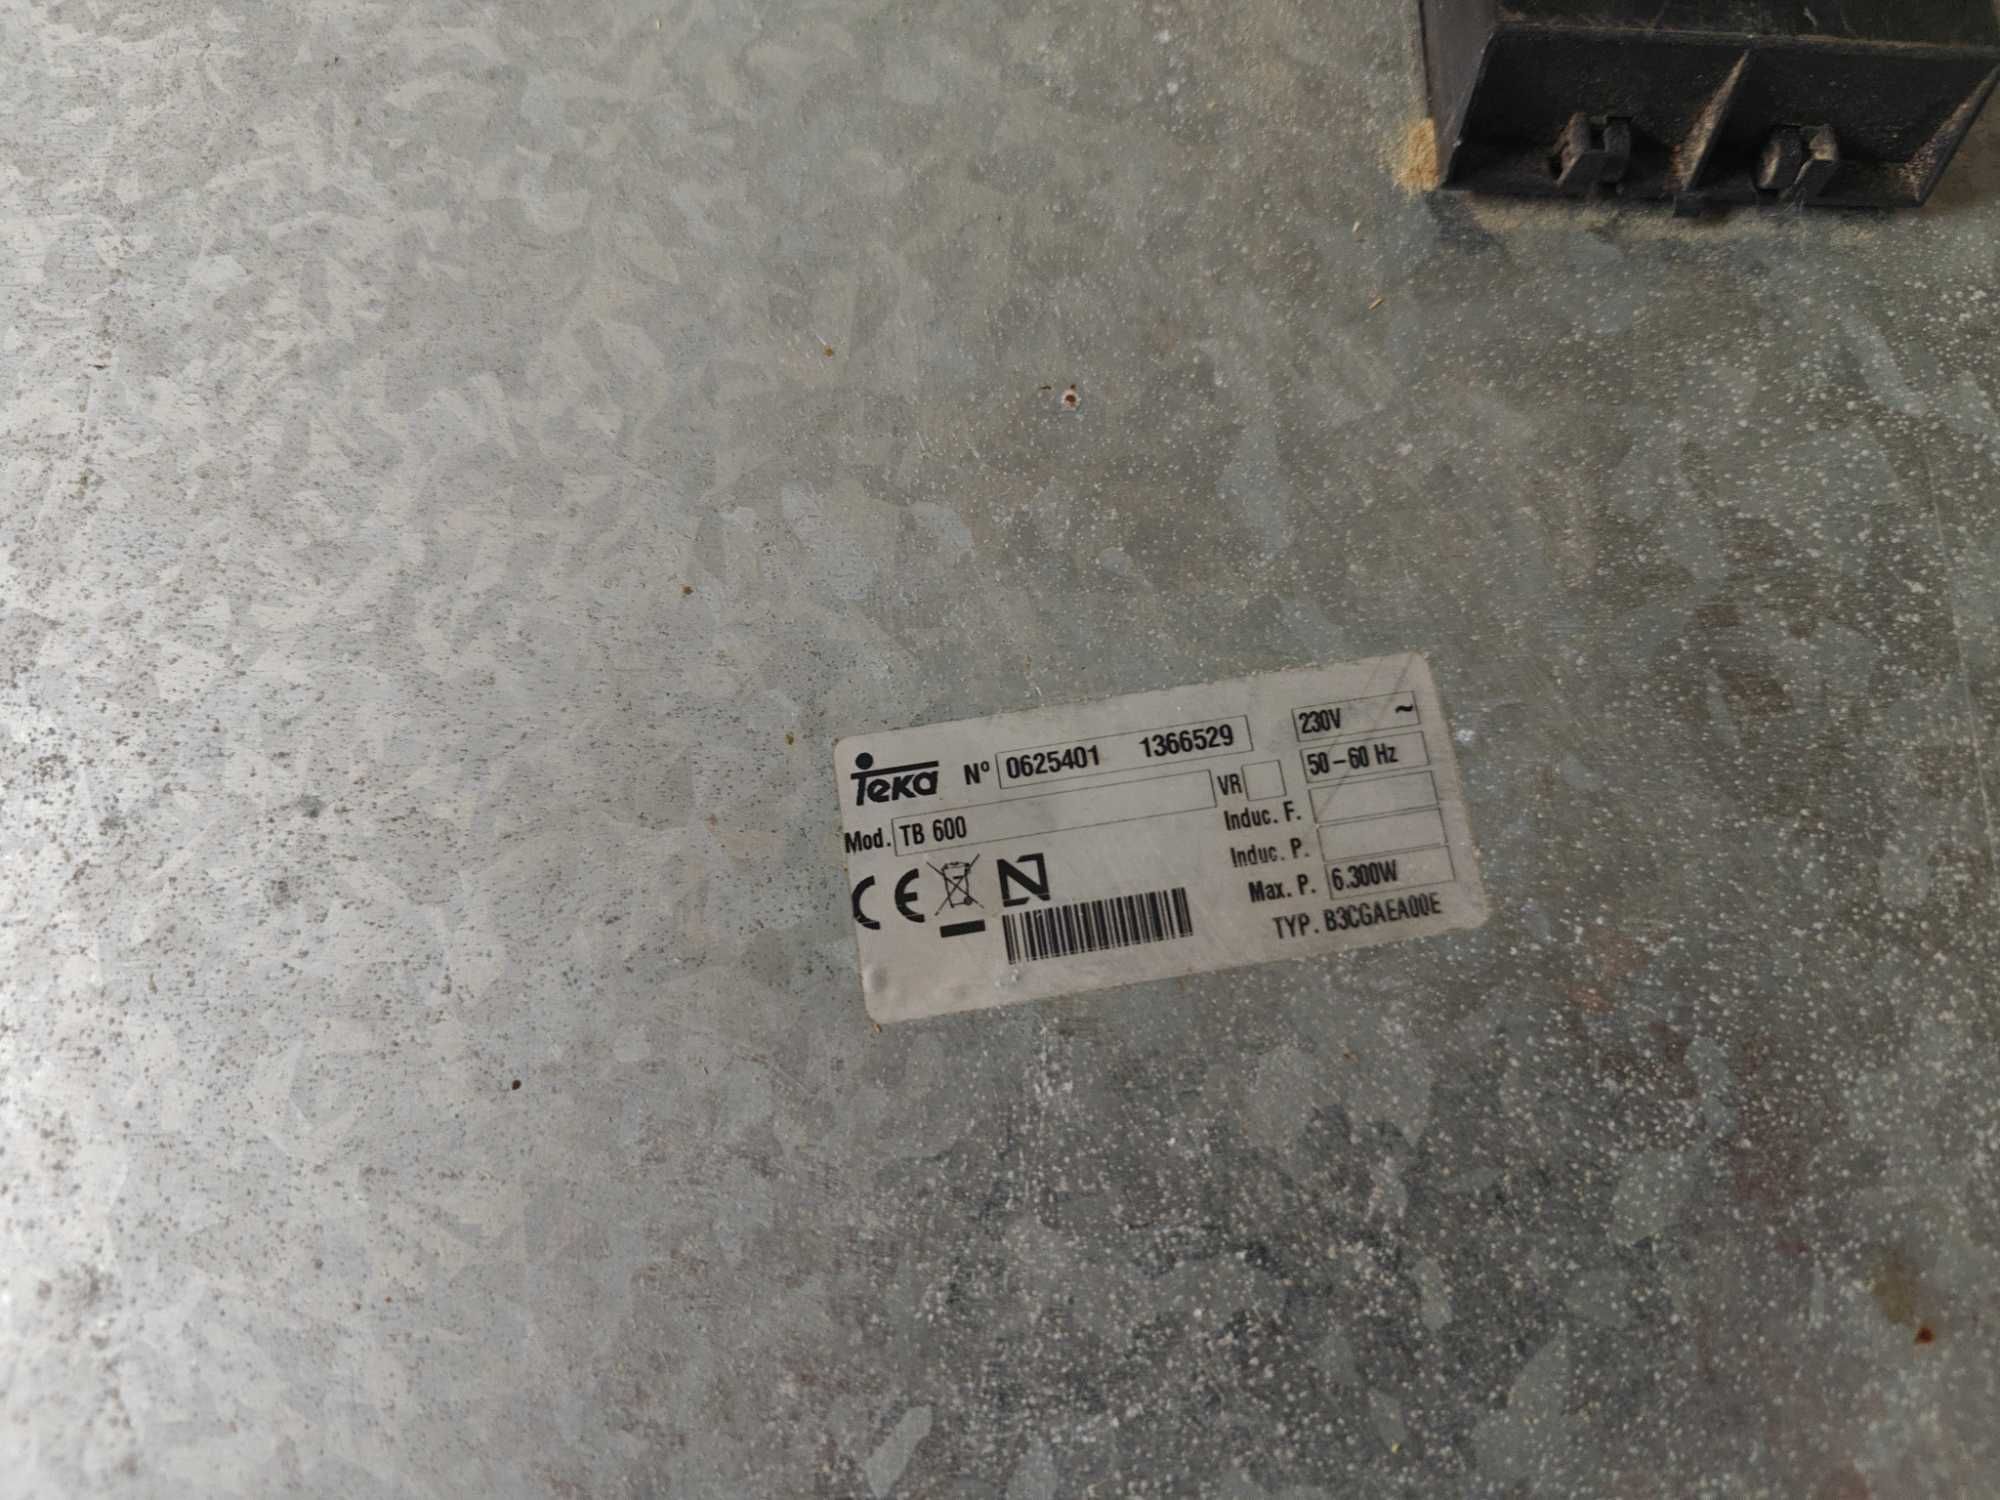 Teka Nº 0625401 1366529 230V ~
Mod. TB 600 VR 50-60 Hz
Induc. F.
Induc. P.
CE N Max. P. 6.300W
TYP. B3CGAEA00E